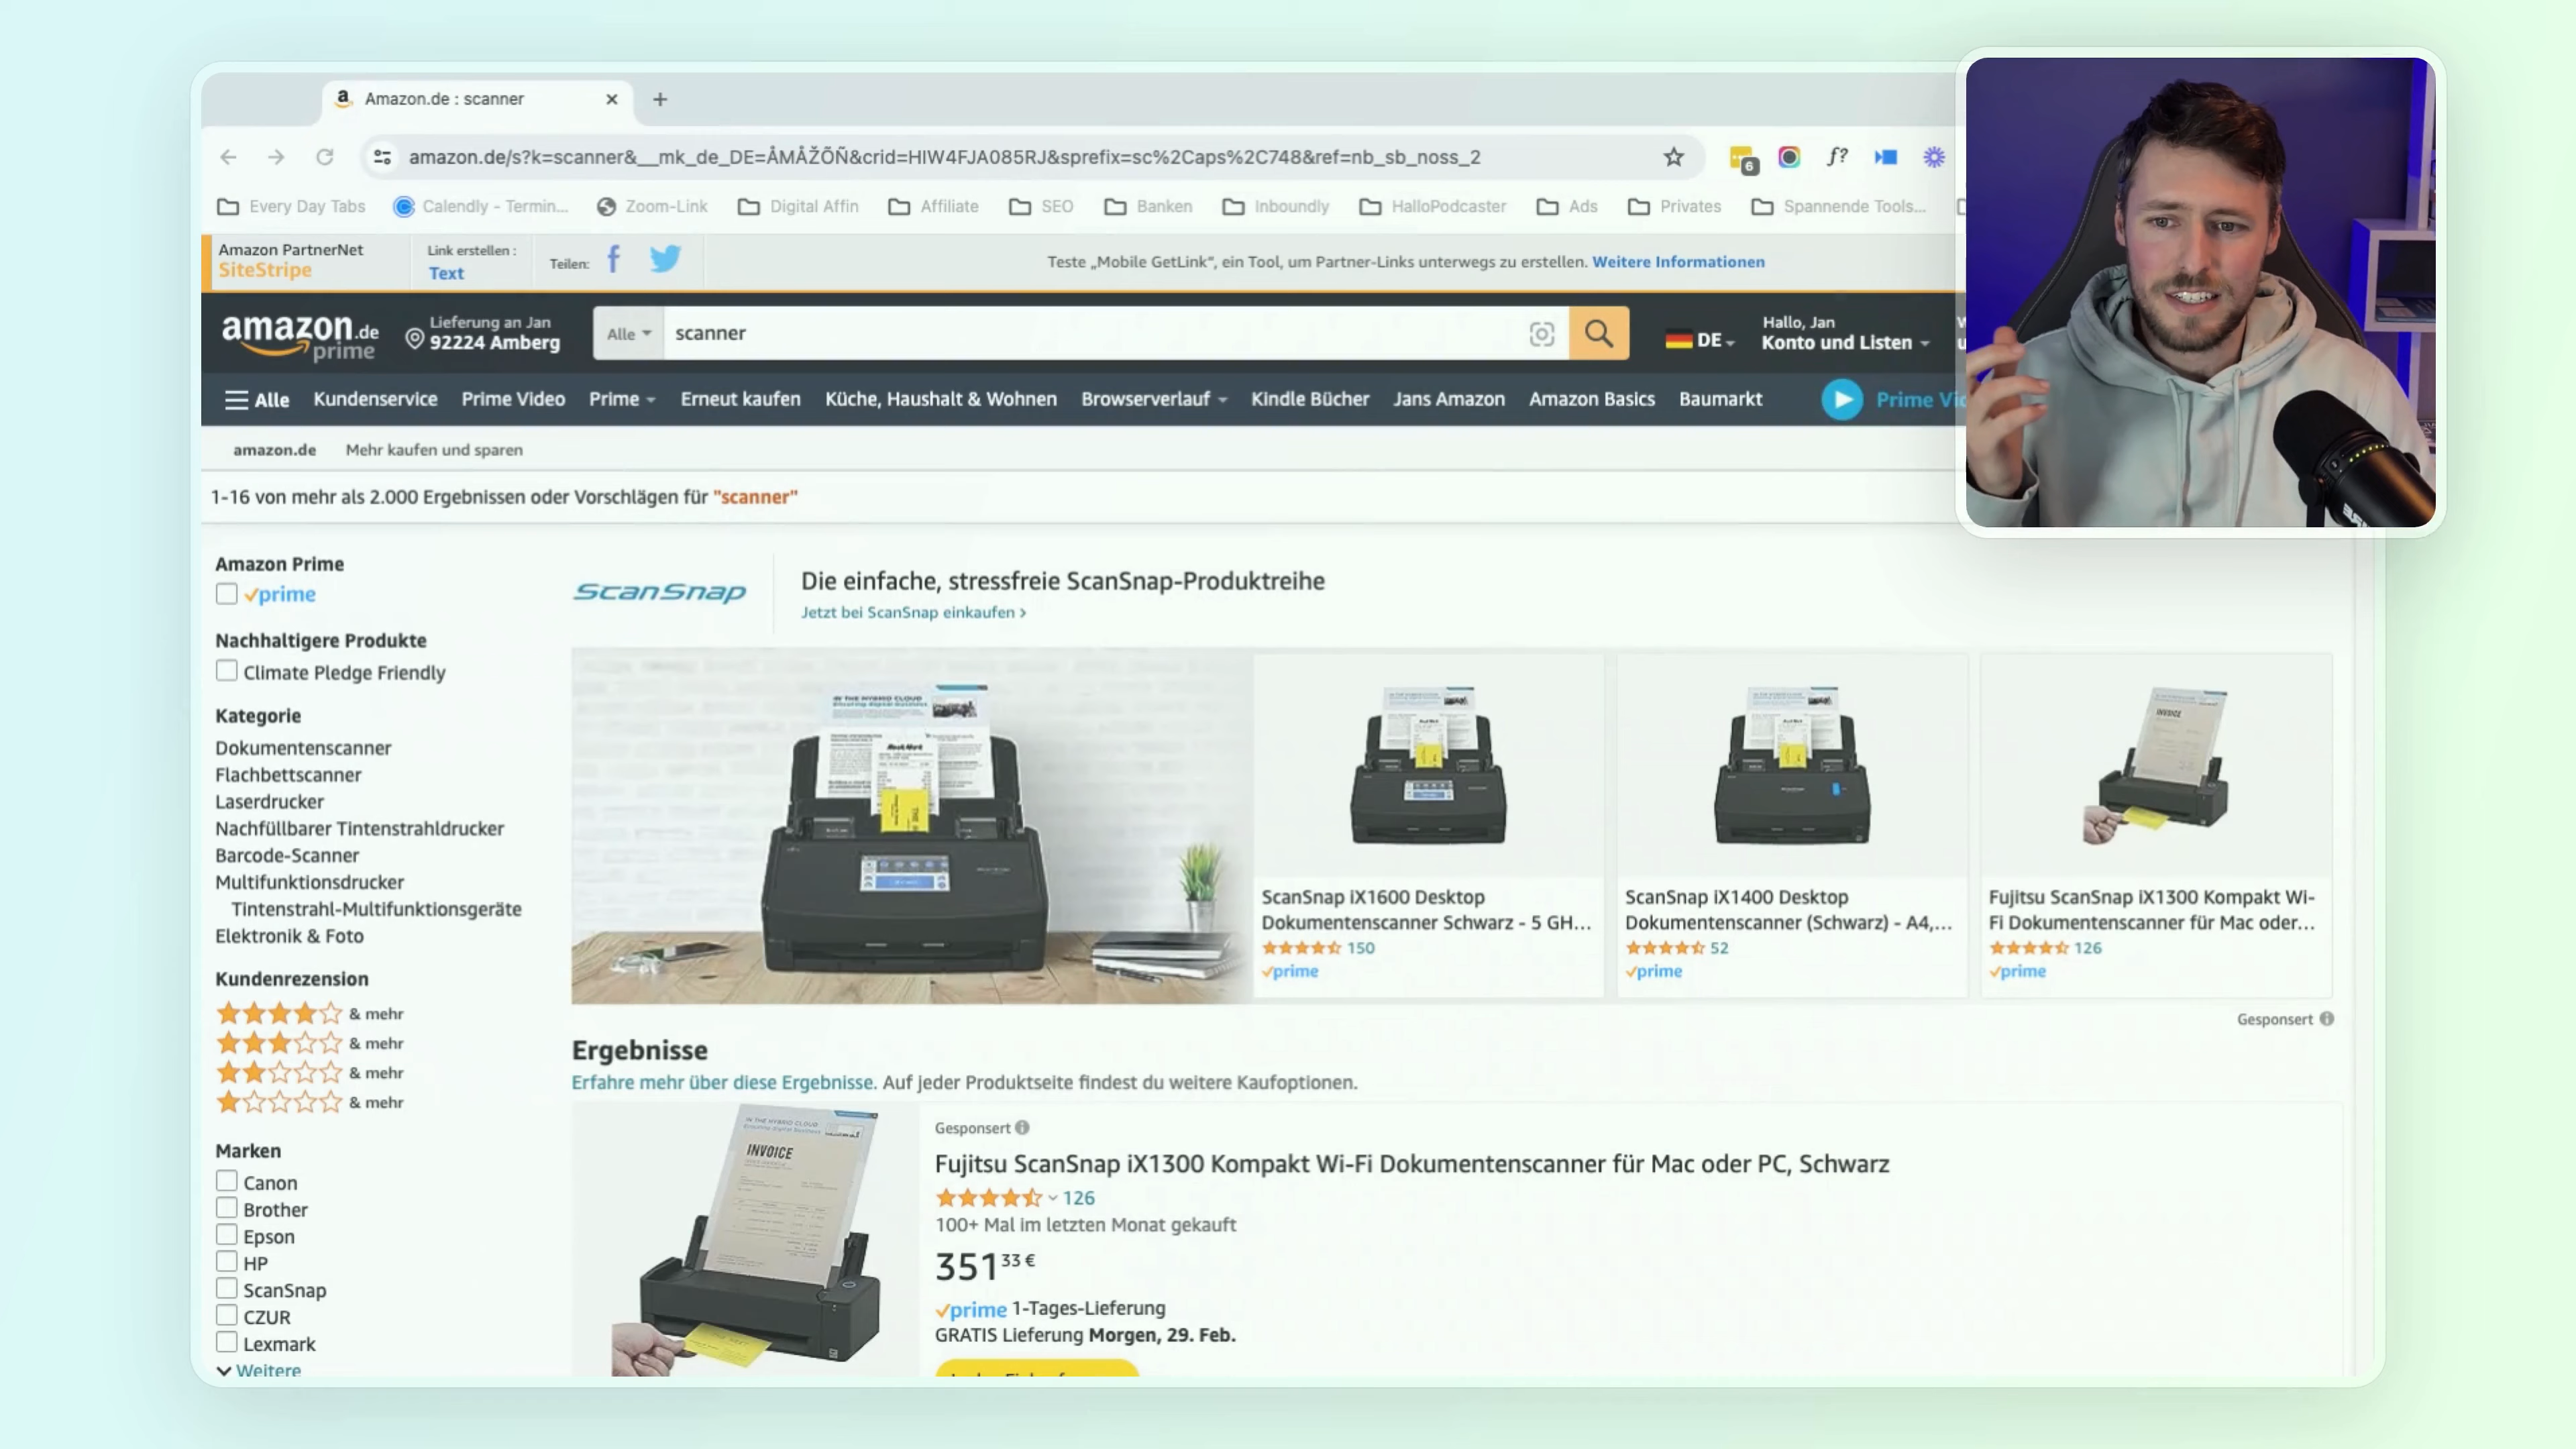 Amazon.de : scanner
amazon.de/s?k=scanner&__mk_de_DE=ÅMÅŽÕÑ&crid=HIW4FJA085RJ&sprefix=sc%2Caps%2C748&ref=nb_sb_noss_2
6
f?
Every Day Tabs
Calendly - Termin...
Zoom-Link
Digital Affin
Affiliate
SEO
Banken
Inboundly
HalloPodcaster
Ads
Privates
Spannende Tools...
Amazon PartnerNet
SiteStripe
Link erstellen :
Text
Teilen:
Teste „Mobile GetLink", ein Tool, um Partner-Links unterwegs zu erstellen. Weitere Informationen
amazon.de
prime
Lieferung an Jan
92224 Amberg
Alle
scanner
DE
Hallo, Jan
Konto und Listen
Alle
Kundenservice
Prime Video
Prime
Erneut kaufen
Küche, Haushalt & Wohnen
Browserverlauf
Kindle Bücher
Jans Amazon
Amazon Basics
Baumarkt
Prime
amazon.de
Mehr kaufen und sparen
1-16 von mehr als 2.000 Ergebnissen oder Vorschlägen für "scanner"
Amazon Prime
prime
Nachhaltigere Produkte
Climate Pledge Friendly
Kategorie
Dokumentenscanner
Flachbettscanner
Laserdrucker
Nachfüllbarer Tintenstrahldrucker
Barcode-Scanner
Multifunktionsdrucker
Tintenstrahl-Multifunktionsgeräte
Elektronik & Foto
Kundenrezension
& mehr
& mehr
& mehr
& mehr
Marken
Canon
Brother
Epson
HP
ScanSnap
CZUR
Lexmark
Weitere
ScanSnap
Die einfache, stressfreie ScanSnap-Produktreihe
Jetzt bei ScanSnap einkaufen ›
IN THE HYBRID CLOUD
INVOICE
ScanSnap iX1600 Desktop
Dokumentenscanner Schwarz - 5 GH...
150
prime
ScanSnap iX1400 Desktop
Dokumentenscanner (Schwarz) - A4,...
52
prime
Fujitsu ScanSnap iX1300 Kompakt Wi-
Fi Dokumentenscanner für Mac oder...
126
prime
Gesponsert
Ergebnisse
Erfahre mehr über diese Ergebnisse. Auf jeder Produktseite findest du weitere Kaufoptionen.
IN THE HYBRID CLOUD
INVOICE
Gesponsert
Fujitsu ScanSnap iX1300 Kompakt Wi-Fi Dokumentenscanner für Mac oder PC, Schwarz
126
100+ Mal im letzten Monat gekauft
351 33 €
prime 1-Tages-Lieferung
GRATIS Lieferung Morgen, 29. Feb.